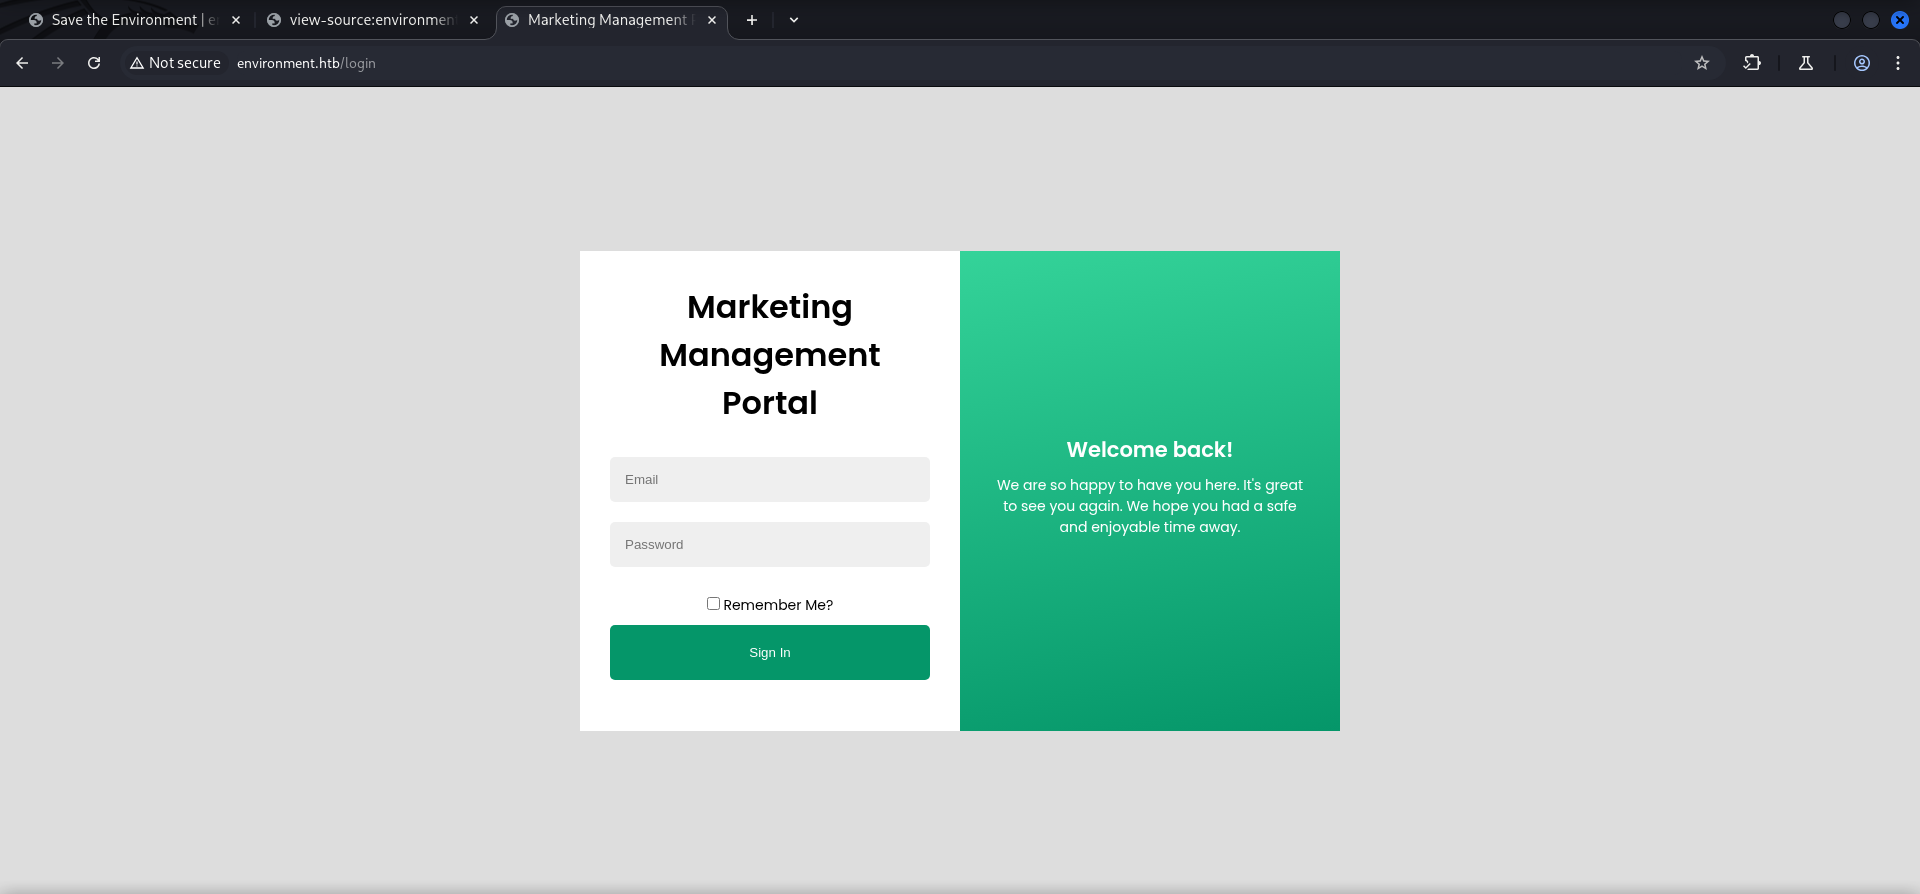 Save the Environment | e
view-source:environment
Marketing Management
Not secure
environment.htb/login
Marketing
Management
Portal
Email
Password
Remember Me?
Sign In
Welcome back!
We are so happy to have you here. It's great
to see you again. We hope you had a safe
and enjoyable time away.